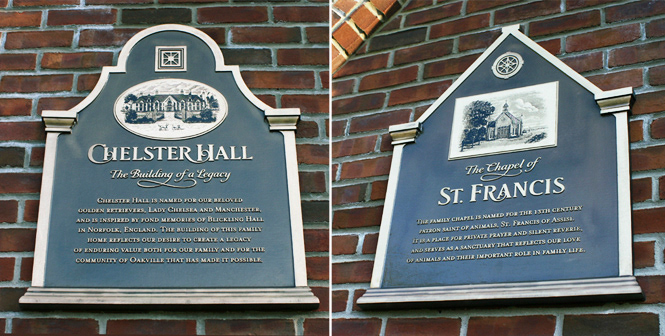 Chelster Hall
The Building of a Legacy
Chelster Hall is named for our beloved
golden retrievers, Lady Chelsea and Manchester,
and is inspired by fond memories of Blickling Hall
in Norfolk, England. The building of this family
home reflects our desire to create a legacy
of enduring value both for our family and for the
community of Oakville that has made it possible.
The Chapel of
St. Francis
The family chapel is named for the 13th century
patron saint of animals, St. Francis of Assisi.
It is a place for private prayer and silent reverie,
and serves as a sanctuary that reflects our love
of animals and their important role in family life.